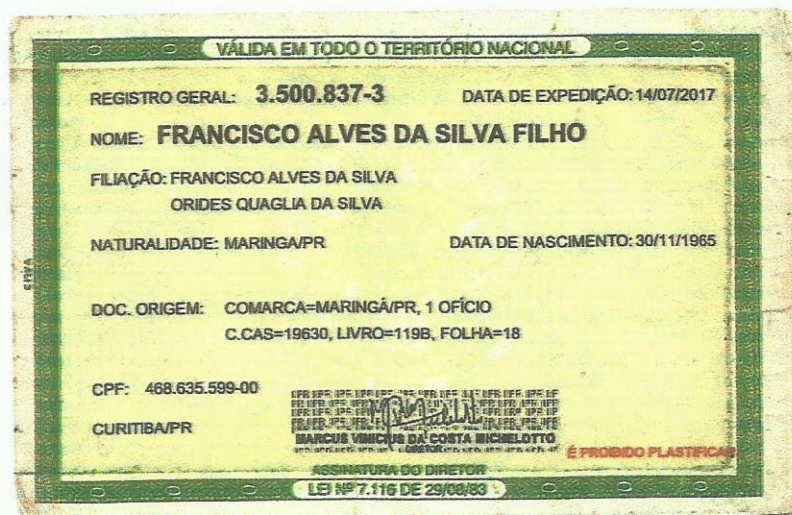 VÁLIDA EM TODO O TERRITÓRIO NACIONAL
REGISTRO GERAL: 3.500.837-3 DATA DE EXPEDIÇÃO: 14/07/2017
NOME: FRANCISCO ALVES DA SILVA FILHO
FILIAÇÃO: FRANCISCO ALVES DA SILVA
ORIDES QUAGLIA DA SILVA
NATURALIDADE: MARINGA/PR DATA DE NASCIMENTO: 30/11/1965
DOC. ORIGEM: COMARCA=MARINGÁ/PR, 1 OFÍCIO
C.CAS=19630, LIVRO=119B, FOLHA=18
CPF: 468.635.599-00
CURITIBA/PR
MARCUS VINICIUS DA COSTA MICHELOTTO
DIRETOR
É PROIBIDO PLASTIFICAR
ASSINATURA DO DIRETOR
LEI Nº 7.116 DE 29/08/83